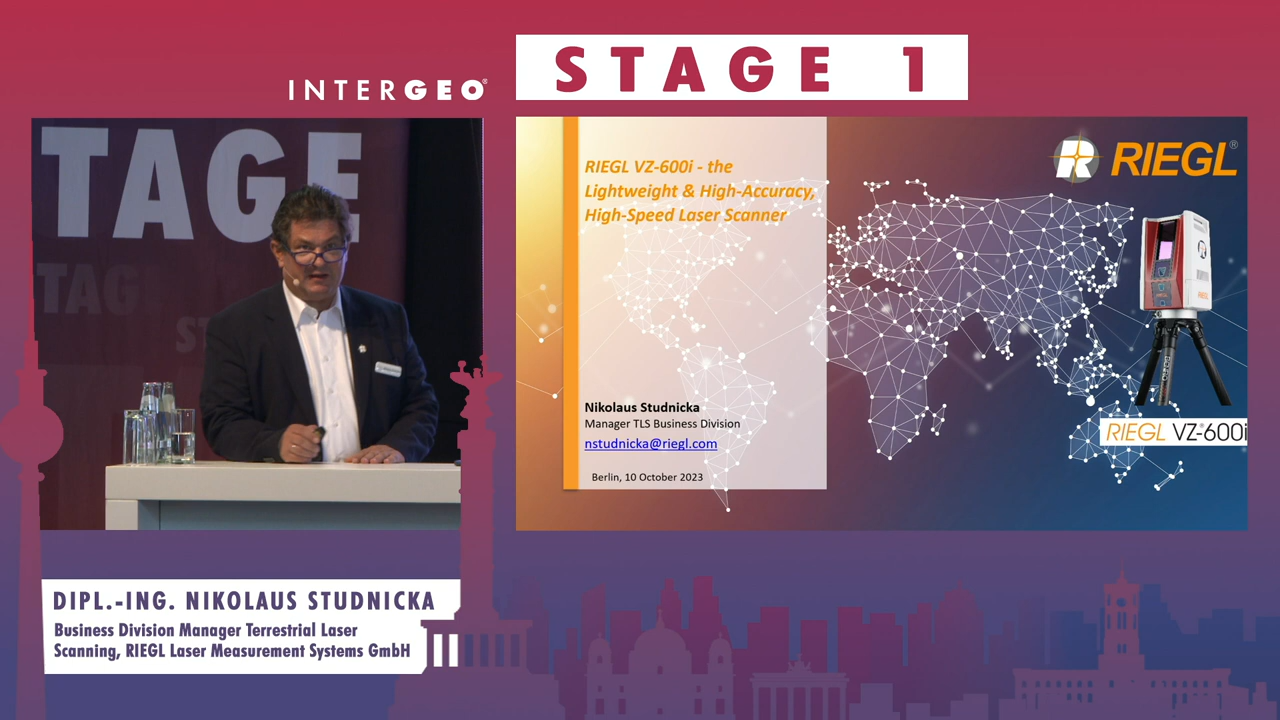 STAGE 1
INTERGEO®
TAGE
TAG
RIEGL®
RIEGL VZ-600i - the
Lightweight & High-Accuracy,
High-Speed Laser Scanner
RIEGL
Nikolaus Studnicka
Manager TLS Business Division
nstudnicka@riegl.com
RIEGL VZ-600i
Berlin, 10 October 2023
DIPL.-ING. NIKOLAUS STUDNICKA
Business Division Manager Terrestrial Laser
Scanning, RIEGL Laser Measurement Systems GmbH